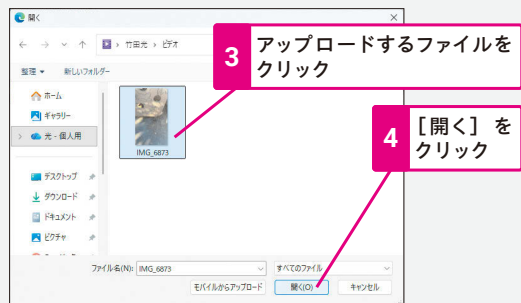 開く
竹田光 › ビデオ
3 アップロードするファイルをクリック
整理 新しいフォルダー
ホーム
ギャラリー
光 - 個人用
IMG_6873
4 ［開く］をクリック
デスクトップ
ダウンロード
ドキュメント
ピクチャ
ファイル名(N): IMG_6873 すべてのファイル
モバイルからアップロード 開く(O) キャンセル